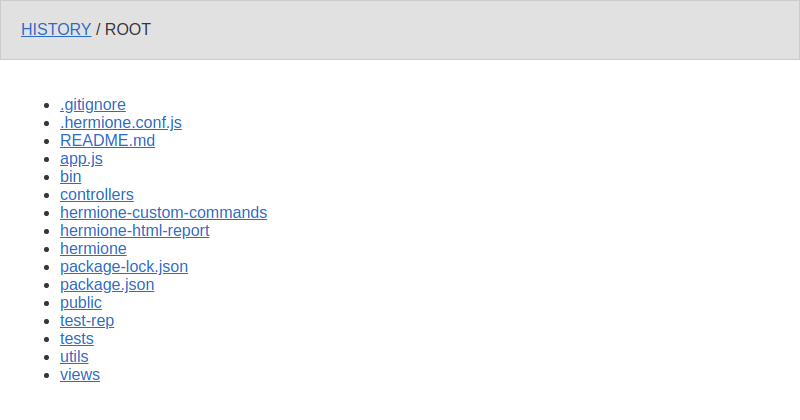 HISTORY / ROOT
.gitignore
.hermione.conf.js
README.md
app.js
bin
controllers
hermione-custom-commands
hermione-html-report
hermione
package-lock.json
package.json
public
test-rep
tests
utils
views